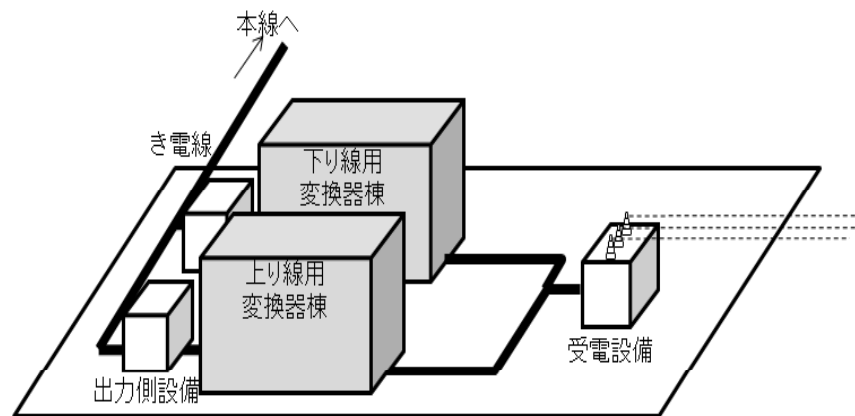 本線へ
き電線
下り線用
変換器棟
上り線用
変換器棟
受電設備
出力側設備